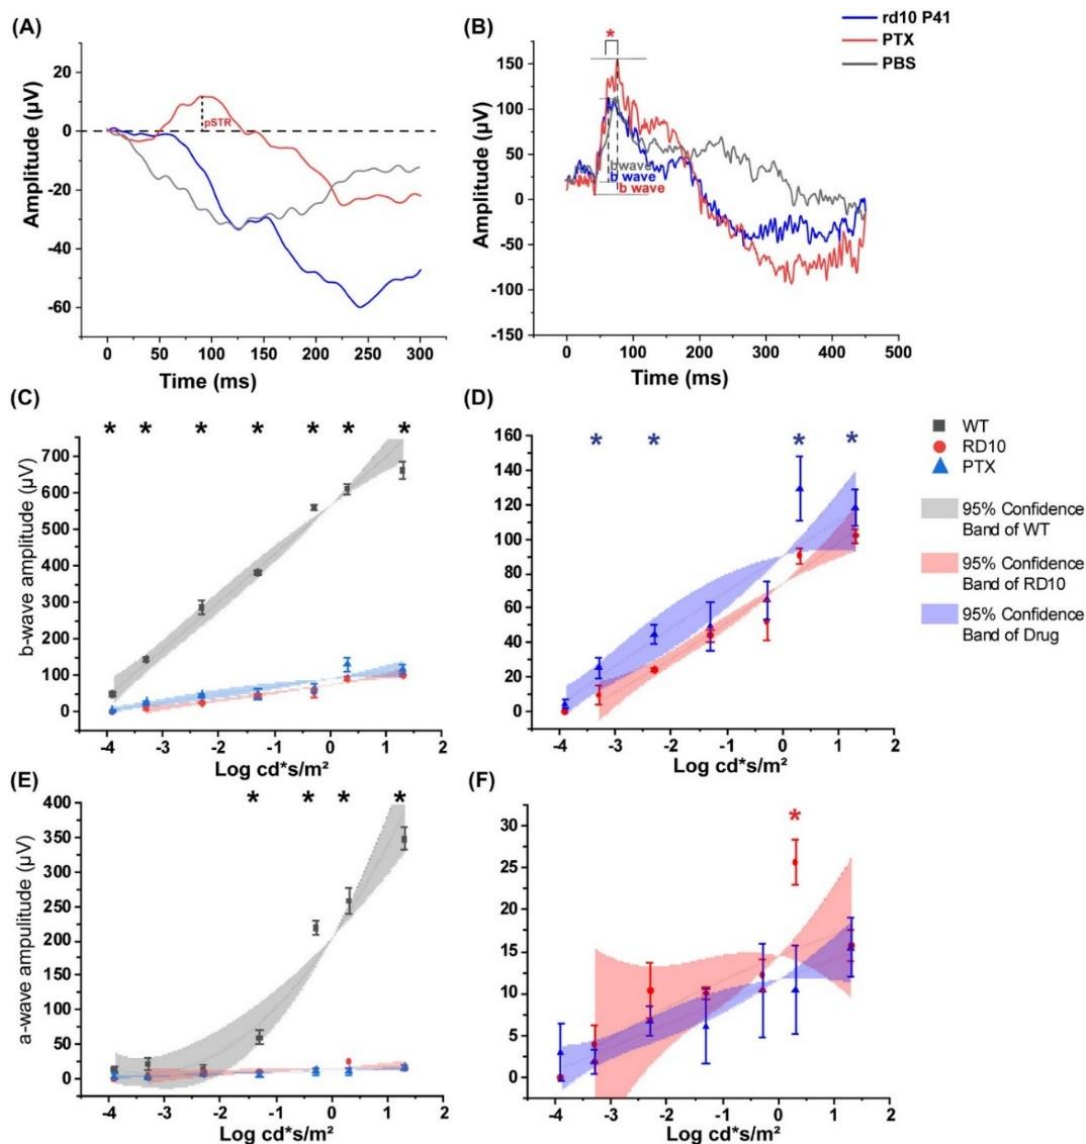 (A)
20
0
-20
-40
-60
Amplitude (µV)
pSTR
0 50 100 150 200 250 300
Time (ms)
(B)
*
150
100
50
0
-50
-100
-150
Amplitude (µV)
b wave
b wave
b wave
0 100 200 300 400 500
Time (ms)
rd10 P41
PTX
PBS
(C)
* * * * * * *
700
600
500
400
300
200
100
0
b-wave amplitude (µV)
-4 -3 -2 -1 0 1 2
Log cd*s/m²
(D)
* * * *
160
140
120
100
80
60
40
20
0
-4 -3 -2 -1 0 1 2
Log cd*s/m²
WT
RD10
PTX
95% Confidence
Band of WT
95% Confidence
Band of RD10
95% Confidence
Band of Drug
(E)
* * * *
400
350
300
250
200
150
100
50
0
a-wave ampulitude (µV)
-4 -3 -2 -1 0 1 2
Log cd*s/m²
(F)
*
30
25
20
15
10
5
0
-4 -3 -2 -1 0 1 2
Log cd*s/m²